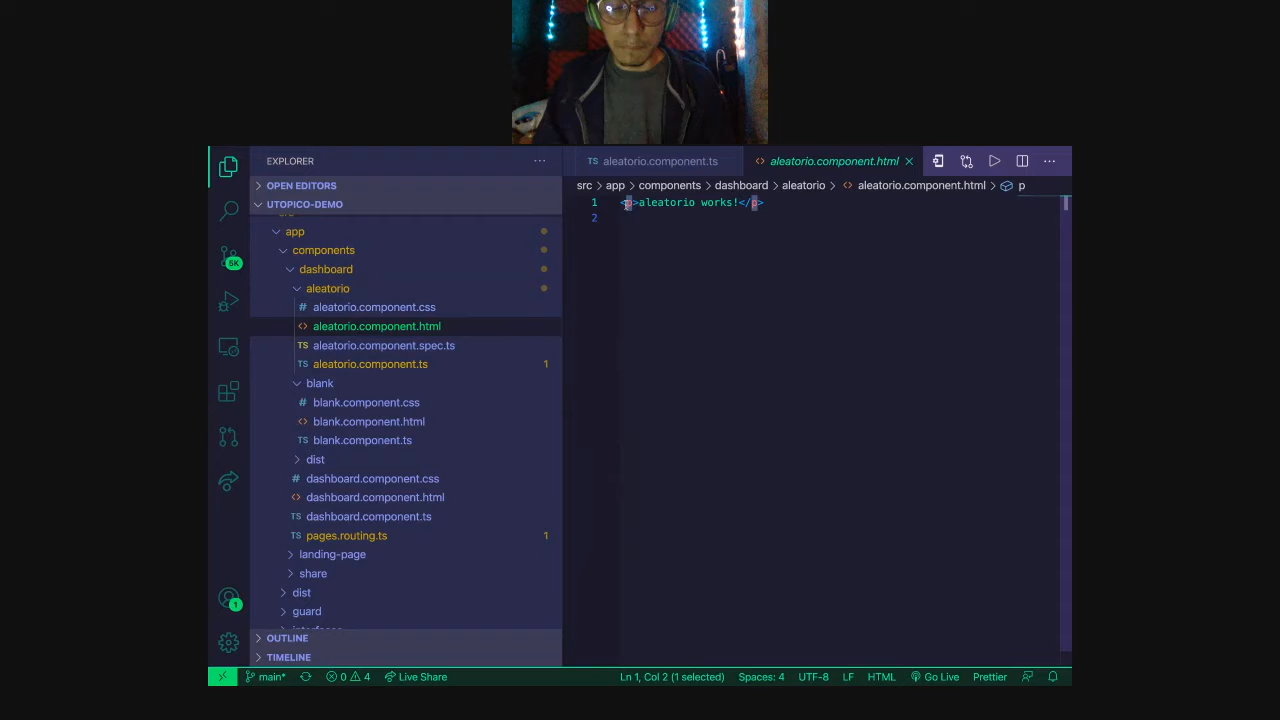 EXPLORER
OPEN EDITORS
UTOPICO-DEMO
app
components
dashboard
aleatorio
aleatorio.component.css
aleatorio.component.html
aleatorio.component.spec.ts
aleatorio.component.ts 1
blank
blank.component.css
blank.component.html
blank.component.ts
dist
dashboard.component.css
dashboard.component.html
dashboard.component.ts
pages.routing.ts 1
landing-page
share
dist
guard
OUTLINE
TIMELINE
5K
1
TS aleatorio.component.ts
<> aleatorio.component.html
src > app > components > dashboard > aleatorio > <> aleatorio.component.html > p
1 <p>aleatorio works!</p>
2
main* 0 4 Live Share Ln 1, Col 2 (1 selected) Spaces: 4 UTF-8 LF HTML Go Live Prettier